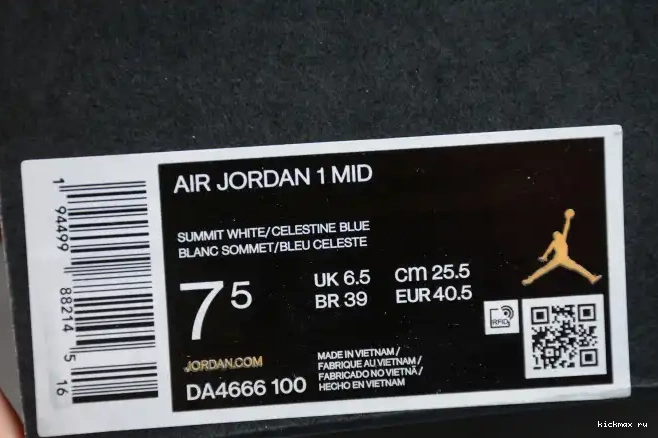 AIR JORDAN 1 MID
SUMMIT WHITE/CELESTINE BLUE
BLANC SOMMET/BLEU CELESTE
7 5
UK 6.5
CM 25.5
BR 39
EUR 40.5
RFID
JORDAN.COM
DA4666 100
MADE IN VIETNAM /
FABRIQUE AU VIETNAM /
FABRICADO NO VIETNÃ /
HECHO EN VIETNAM
1 94499 88214 5 16
kickmax ru